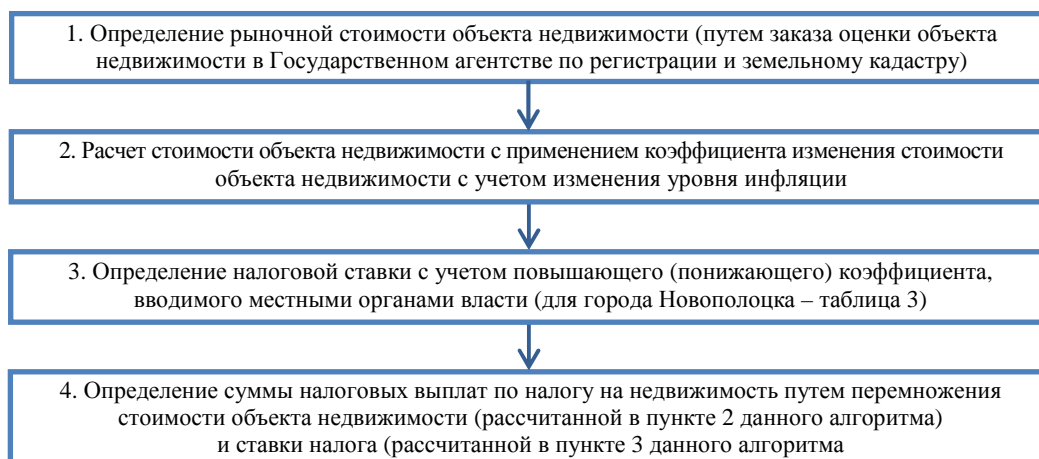 1. Определение рыночной стоимости объекта недвижимости (путем заказа оценки объекта
недвижимости в Государственном агентстве по регистрации и земельному кадастру)
2. Расчет стоимости объекта недвижимости с применением коэффициента изменения стоимости
объекта недвижимости с учетом изменения уровня инфляции
3. Определение налоговой ставки с учетом повышающего (понижающего) коэффициента,
вводимого местными органами власти (для города Новополоцка – таблица 3)
4. Определение суммы налоговых выплат по налогу на недвижимость путем перемножения
стоимости объекта недвижимости (рассчитанной в пункте 2 данного алгоритма)
и ставки налога (рассчитанной в пункте 3 данного алгоритма